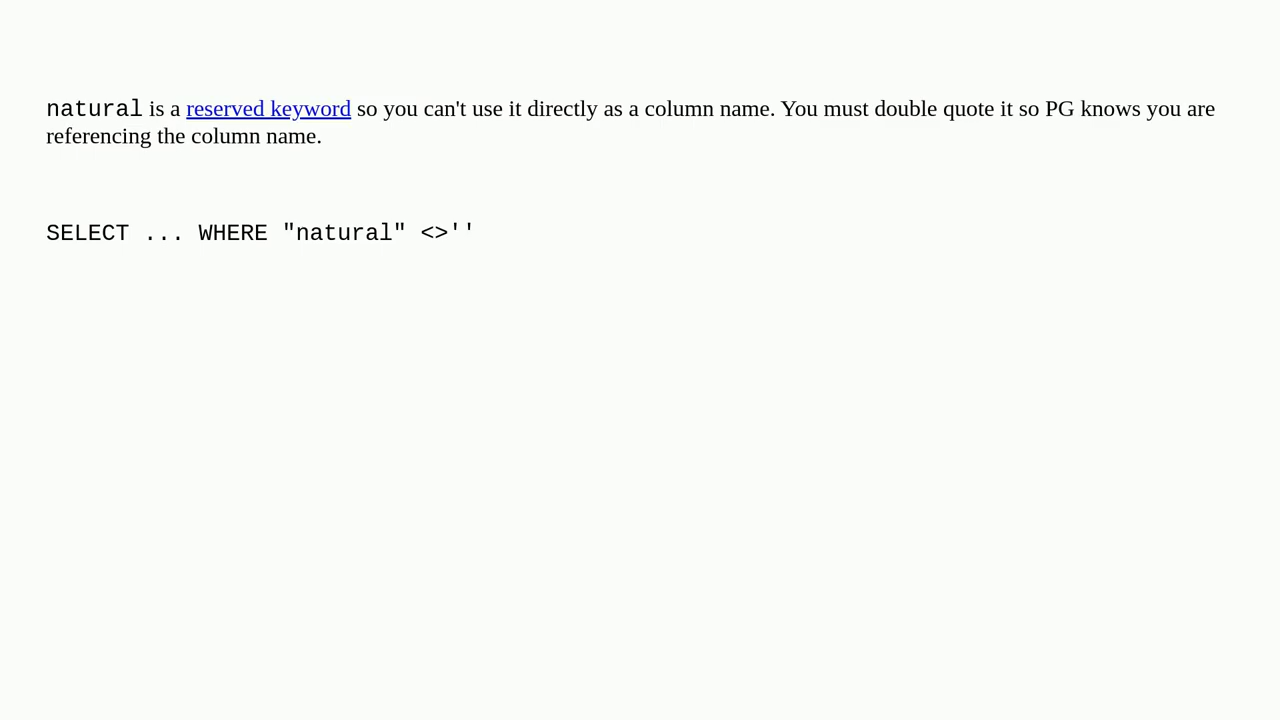 natural is a reserved keyword so you can't use it directly as a column name. You must double quote it so PG knows you are
referencing the column name.
SELECT ... WHERE "natural" <>''